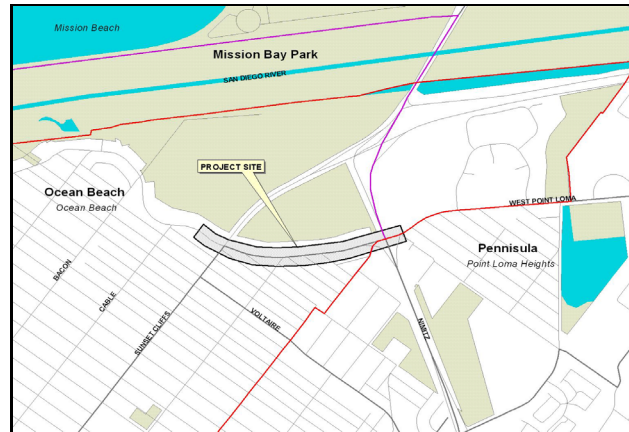 Mission Beach
Mission Bay Park
SAN DIEGO RIVER
PROJECT SITE
Ocean Beach
Ocean Beach
WEST POINT LOMA
Pennisula
Point Loma Heights
BACON
CABLE
SUNSET CLIFFS
VOLTAIRE
NIMITZ